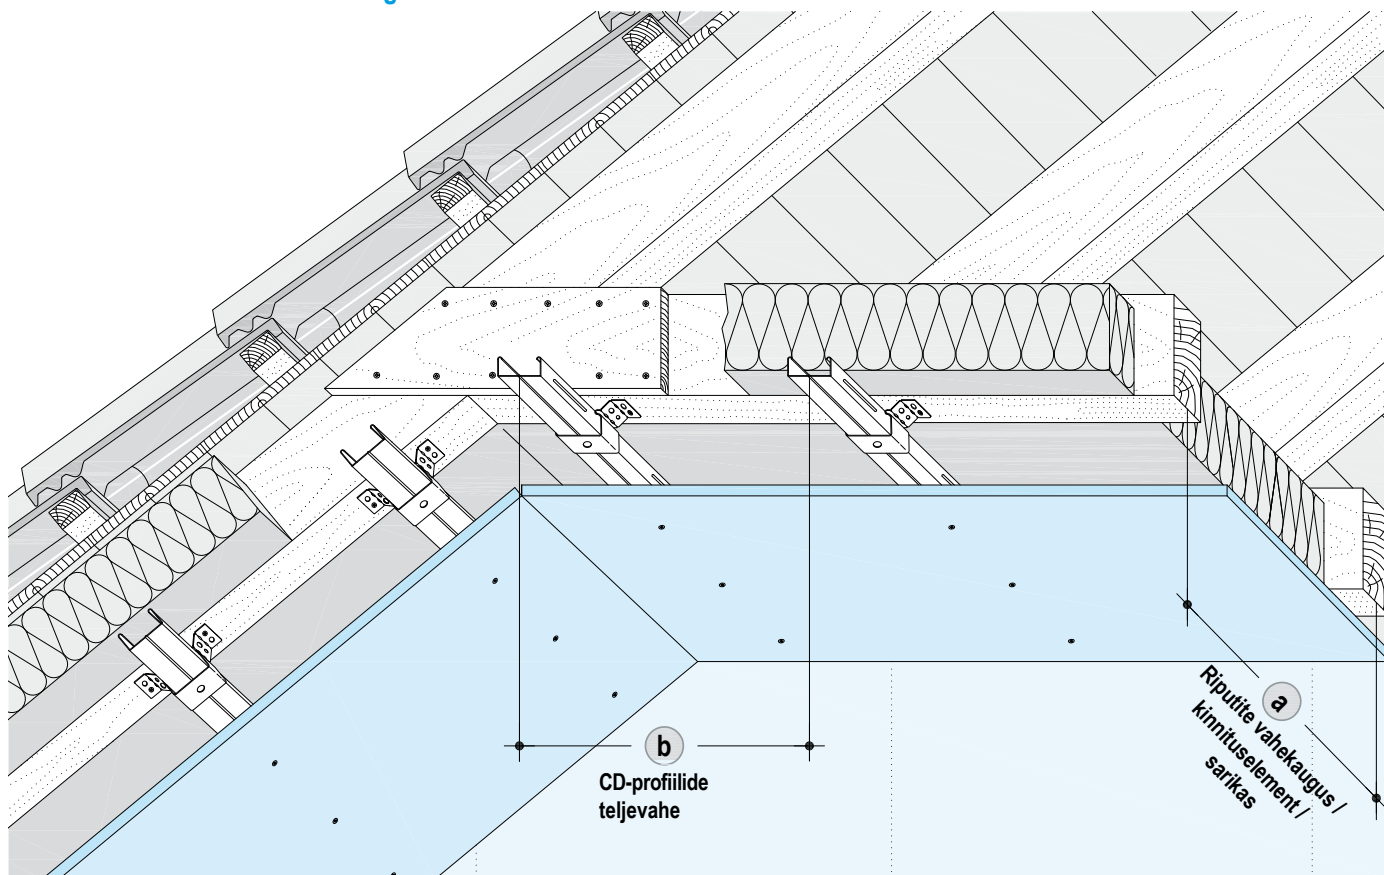 b
CD-profiilide
teljevahe
a
Riputite vahekaugus /
kinnituselement /
sarikas